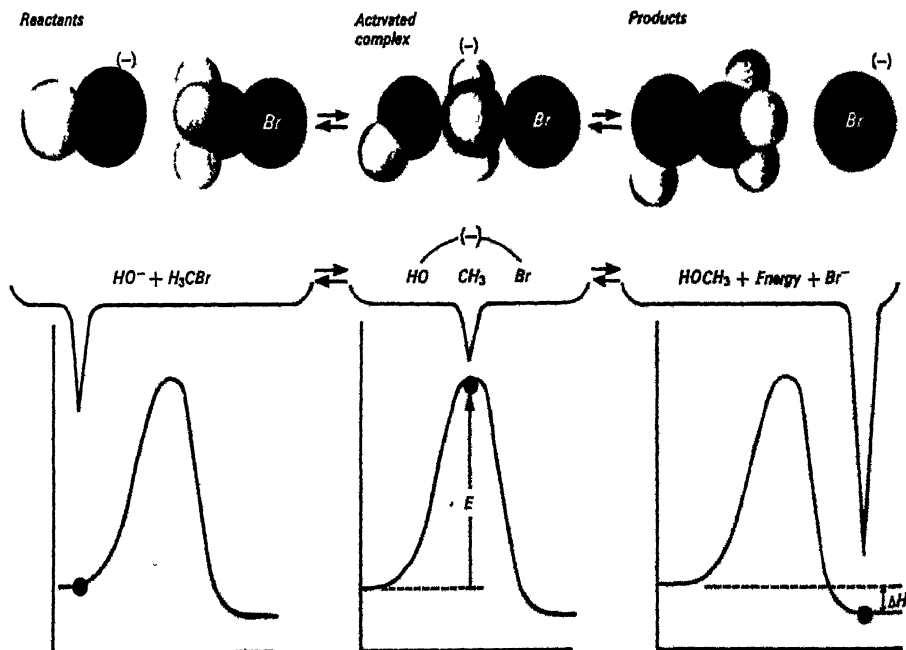 Reactants
Activated complex
Products
(-)
Br
(-)
Br
(-)
Br
HO⁻ + H₃CBr
(-)
HO CH₃ Br
HOCH₃ + Energy + Br⁻
E
ΔH